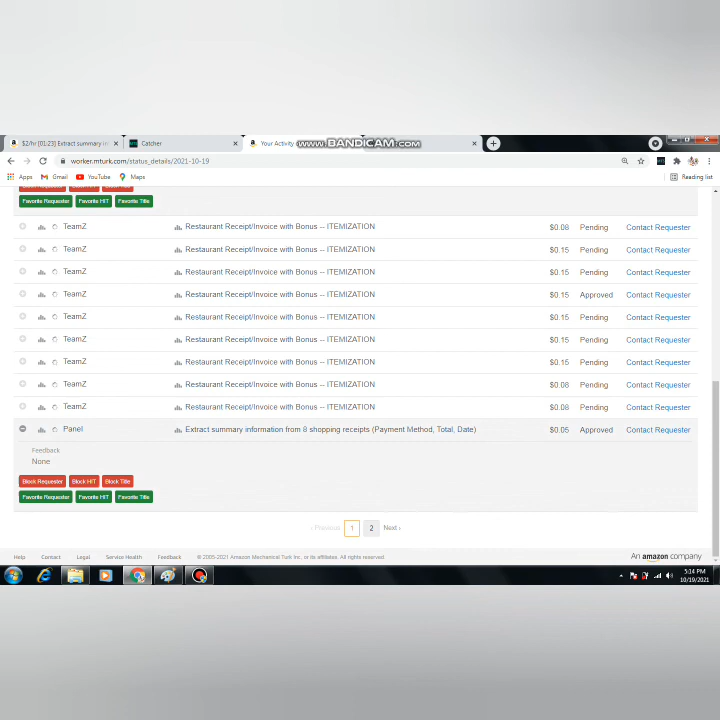 $2/hr [01:23] Extract summary in
Catcher
Your Activity
WWW.BANDICAM.COM
worker.mturk.com/status_details/2021-10-19
Apps Gmail YouTube Maps Reading list
Favorite Requester Favorite HIT Favorite Title
TeamZ Restaurant Receipt/Invoice with Bonus -- ITEMIZATION $0.08 Pending Contact Requester
TeamZ Restaurant Receipt/Invoice with Bonus -- ITEMIZATION $0.15 Pending Contact Requester
TeamZ Restaurant Receipt/Invoice with Bonus -- ITEMIZATION $0.15 Pending Contact Requester
TeamZ Restaurant Receipt/Invoice with Bonus -- ITEMIZATION $0.15 Approved Contact Requester
TeamZ Restaurant Receipt/Invoice with Bonus -- ITEMIZATION $0.15 Pending Contact Requester
TeamZ Restaurant Receipt/Invoice with Bonus -- ITEMIZATION $0.15 Pending Contact Requester
TeamZ Restaurant Receipt/Invoice with Bonus -- ITEMIZATION $0.15 Pending Contact Requester
TeamZ Restaurant Receipt/Invoice with Bonus -- ITEMIZATION $0.08 Pending Contact Requester
TeamZ Restaurant Receipt/Invoice with Bonus -- ITEMIZATION $0.08 Pending Contact Requester
Panel Extract summary information from 8 shopping receipts (Payment Method, Total, Date) $0.05 Approved Contact Requester
Feedback
None
Block Requester Block HIT Block Title
Favorite Requester Favorite HIT Favorite Title
‹ Previous 1 2 Next ›
Help Contact Legal Service Health Feedback © 2005-2021 Amazon Mechanical Turk Inc, or its affiliates. All rights reserved An amazon company
5:14 PM
10/19/2021